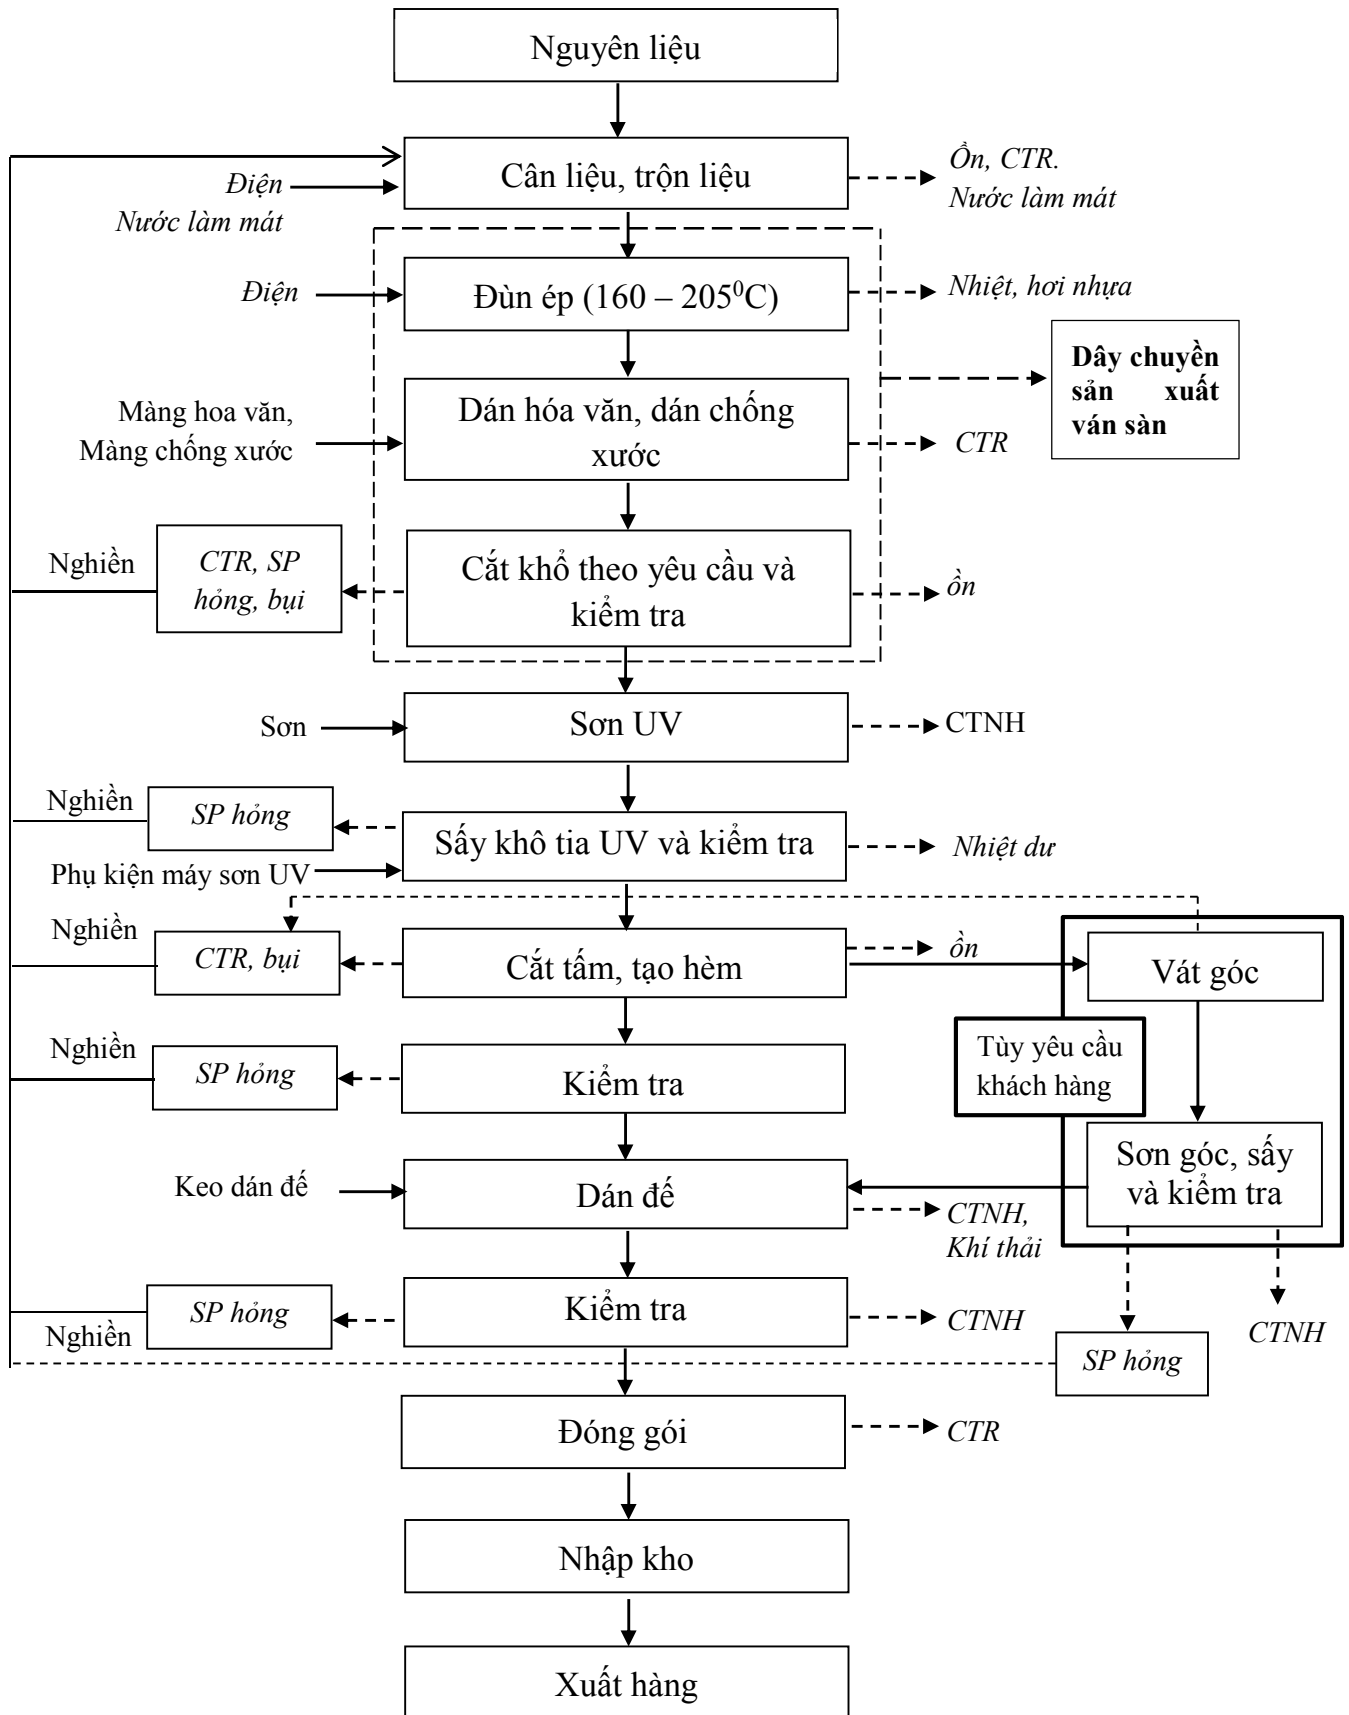 Nguyên liệu
Cân liệu, trộn liệu
Điện
Nước làm mát
Ồn, CTR.
Nước làm mát
Điện
Đùn ép (160 – 205⁰C)
Nhiệt, hơi nhựa
Dây chuyền
sản xuất
ván sàn
Màng hoa văn,
Màng chống xước
Dán hóa văn, dán chống
xước
CTR
Nghiền
CTR, SP
hỏng, bụi
Cắt khổ theo yêu cầu và
kiểm tra
ồn
Sơn
Sơn UV
CTNH
Nghiền
SP hỏng
Sấy khô tia UV và kiểm tra
Nhiệt dư
Phụ kiện máy sơn UV
Nghiền
CTR, bụi
Cắt tấm, tạo hèm
ồn
Vát góc
Nghiền
SP hỏng
Kiểm tra
Tùy yêu cầu
khách hàng
Keo dán đế
Dán đế
CTNH,
Khí thải
Sơn góc, sấy
và kiểm tra
Nghiền
SP hỏng
Kiểm tra
CTNH
SP hỏng
CTNH
Đóng gói
CTR
Nhập kho
Xuất hàng